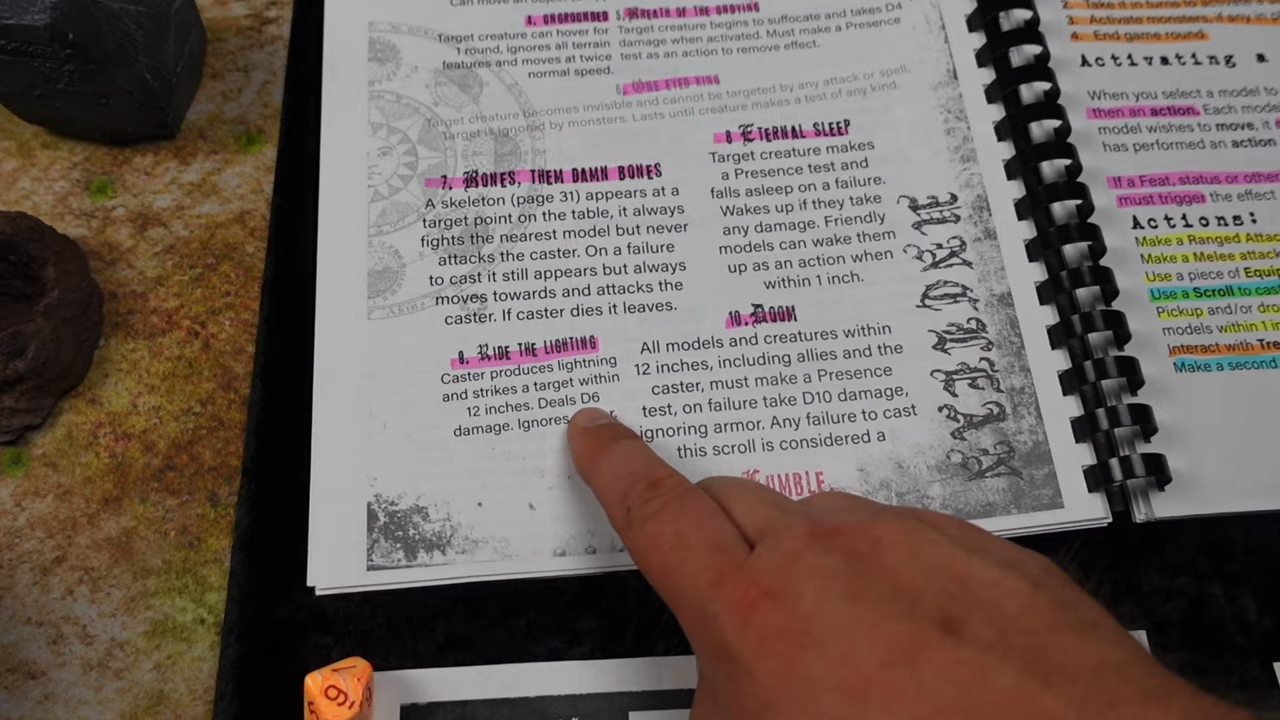 4. UNGROUNDED
Target creature can hover for
1 round, ignores all terrain
features and moves at twice
normal speed.
5. BREATH OF THE UNDYING
Target creature begins to suffocate and takes D4
damage when activated. Must make a Presence
test as an action to remove effect.
6. ONE EYED KING
Target creature becomes invisible and cannot be targeted by any attack or spell,
Target is ignored by monsters. Lasts until creature makes a test of any kind.
7. BONES, THEM DAMN BONES
A skeleton (page 31) appears at a
target point on the table, it always
fights the nearest model but never
attacks the caster. On a failure
to cast it still appears but always
moves towards and attacks the
caster. If caster dies it leaves.
8 ETERNAL SLEEP
Target creature makes
a Presence test and
falls asleep on a failure.
Wakes up if they take
any damage. Friendly
models can wake them
up as an action when
within 1 inch.
9. RIDE THE LIGHTING
Caster produces lightning
and strikes a target within
12 inches. Deals D6
damage. Ignores
10. DOOM
All models and creatures within
12 inches, including allies and the
caster, must make a Presence
test, on failure take D10 damage,
ignoring armor. Any failure to cast
this scroll is considered a
FUMBLE.
3. Activate monsters, if any
4. End game round.
Activating a
When you select a model to
then an action. Each
model wishes to move, it
has performed an action
If a Feat, status or other
must trigger the effect
Actions:
Make a Ranged
Make a Melee attack
Use a piece of
Use a Scroll to
Pickup and/or
models within 1
Interact with
Make a second
9
5